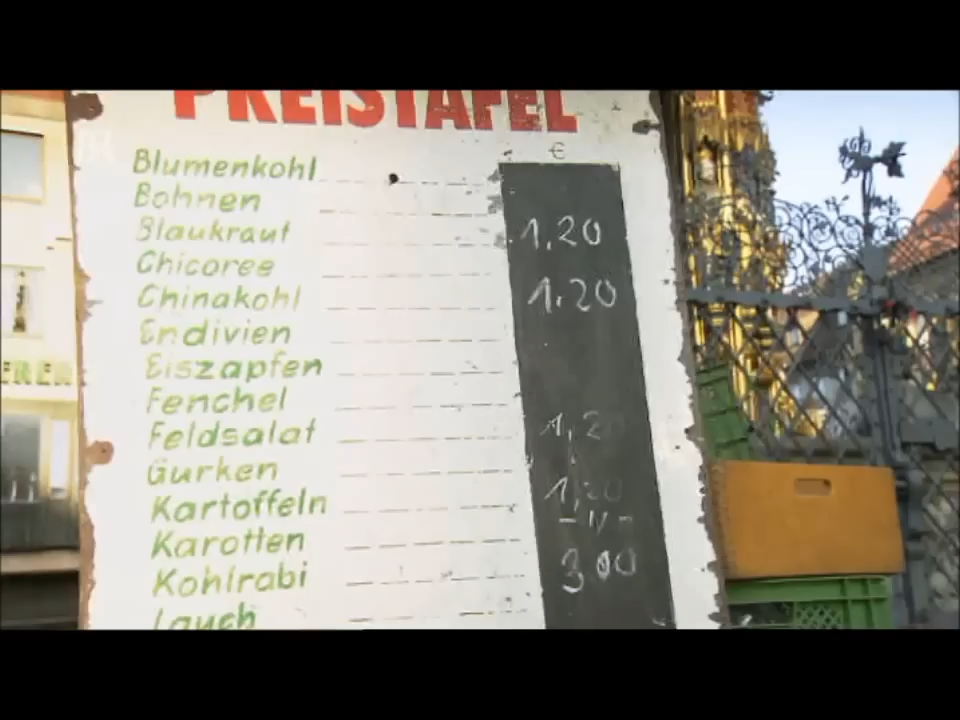 PREISTAFEL
€
Blumenkohl
Bohnen
Blaukraut 1,20
Chicoree
Chinakohl 1,20
Endivien
Eiszapfen
Fenchel
Feldsalat 1,20
Gurken
Kartoffeln 1,20
Karotten
Kohlrabi 3,00
Lauch